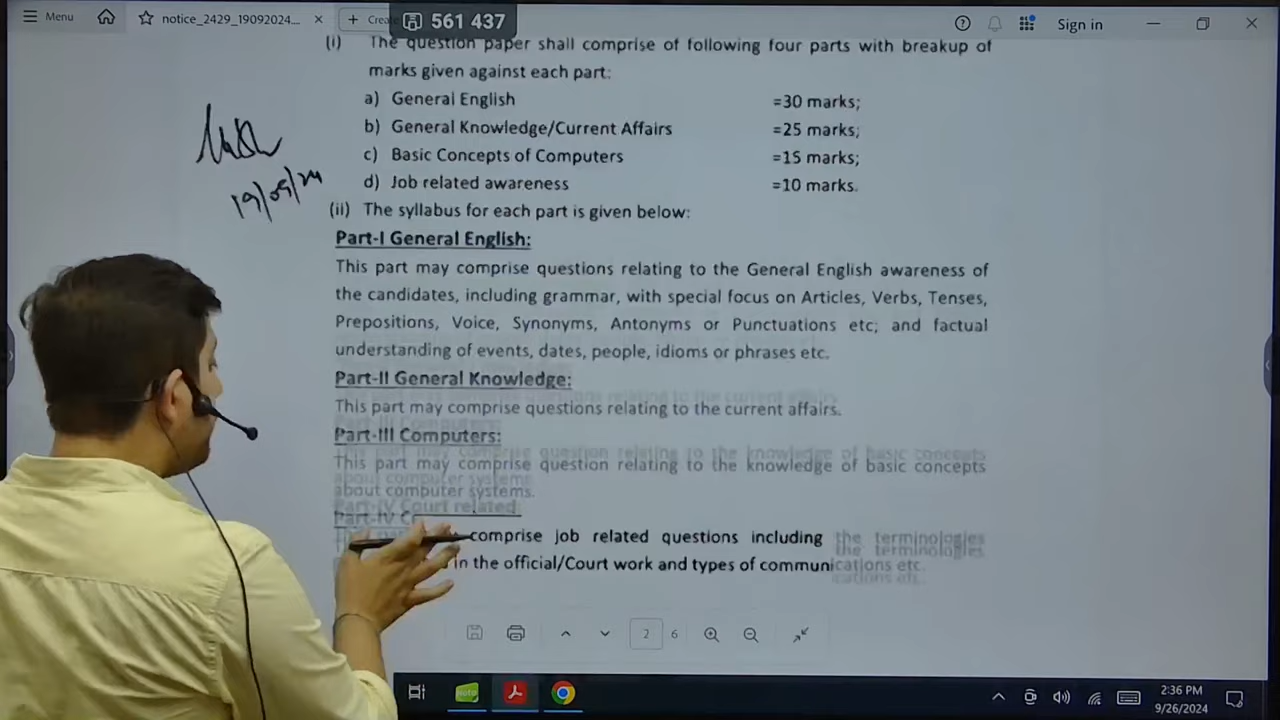 Menu
notice_2429_19092024...
×
+ Crea
561 437
Sign in
(i) The question paper shall comprise of following four parts with breakup of
marks given against each part:
a) General English =30 marks;
b) General Knowledge/Current Affairs =25 marks;
c) Basic Concepts of Computers =15 marks;
d) Job related awareness =10 marks.
19/09/24
(ii) The syllabus for each part is given below:
Part-I General English:
This part may comprise questions relating to the General English awareness of
the candidates, including grammar, with special focus on Articles, Verbs, Tenses,
Prepositions, Voice, Synonyms, Antonyms or Punctuations etc; and factual
understanding of events, dates, people, idioms or phrases etc.
Part-II General Knowledge:
This part may comprise questions relating to the current affairs.
Part-III Computers:
This part may comprise question relating to the knowledge of basic concepts
about computer systems.
Part-IV Court related:
comprise job related questions including the terminologies
in the official/Court work and types of communications etc.
2 6
2:36 PM
9/26/2024